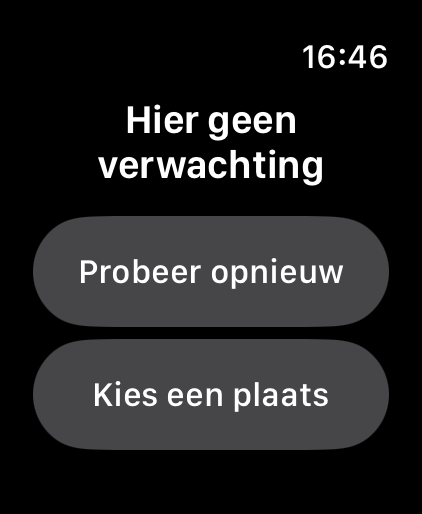 16:46
Hier geen
verwachting
Probeer opnieuw
Kies een plaats